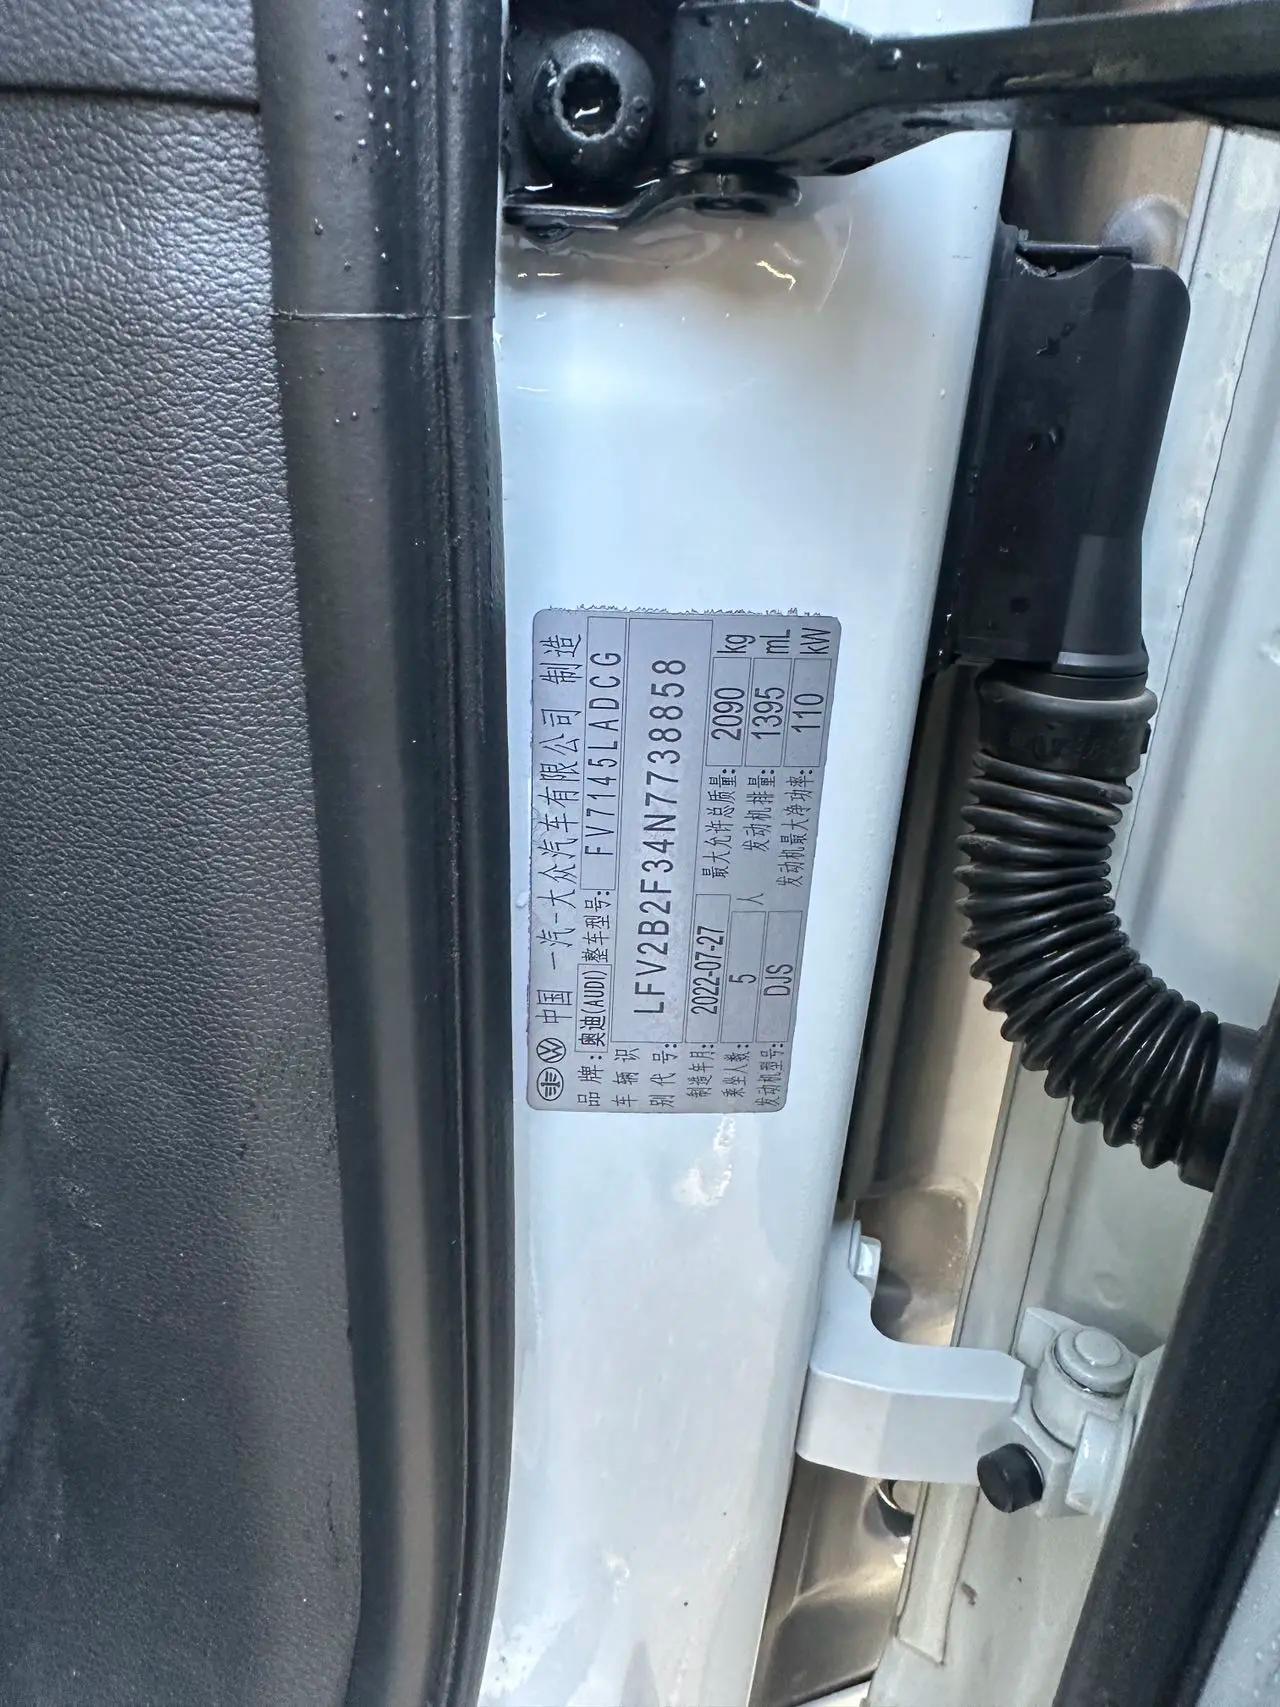 中国 一汽-大众汽车有限公司 制造
品牌: 奥迪(AUDI) 整车型号: FV7145LADCG
车辆识
别代号: LFV2B2F34N7738858
制造年月: 2022-07-27 最大允许总质量: 2090 kg
乘坐人数: 5 人 发动机排量: 1395 mL
发动机型号: DJS 发动机最大净功率: 110 kW